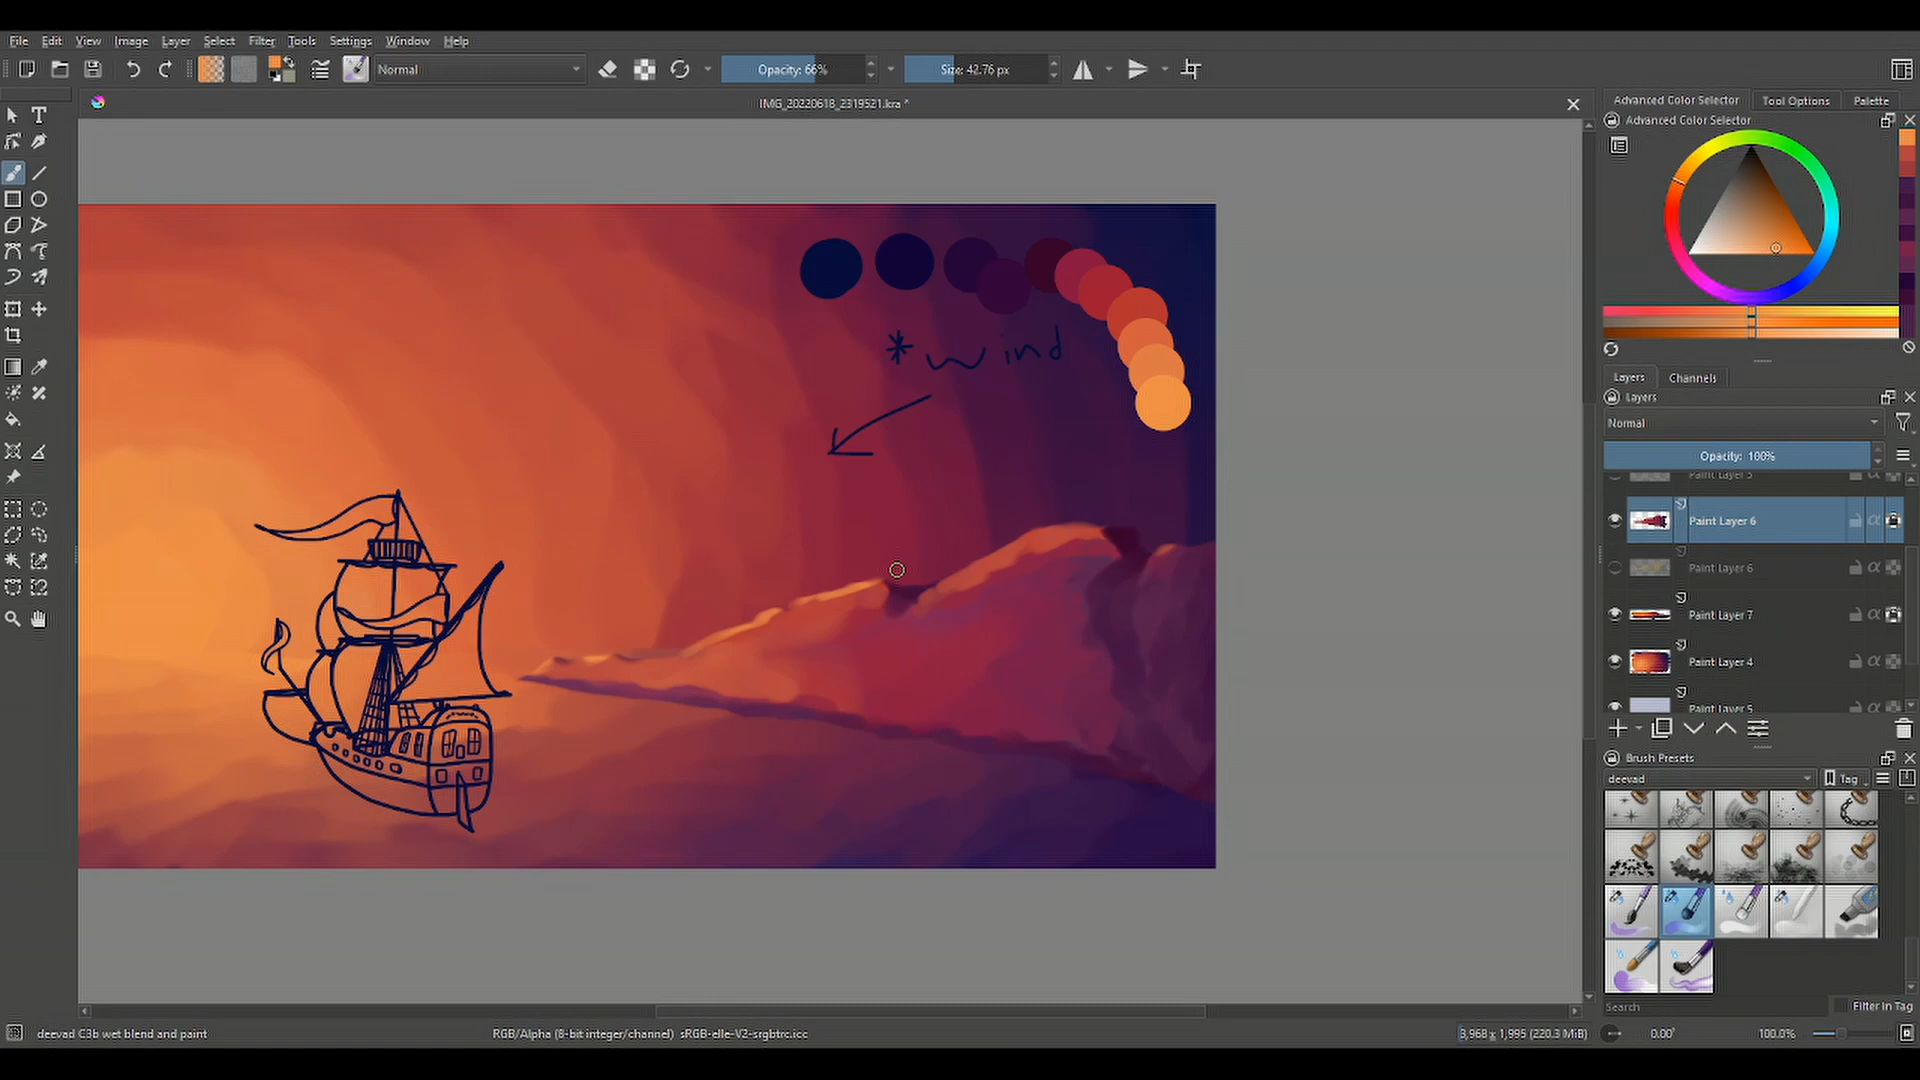 File Edit View Image Layer Select Filter Tools Settings Window Help
Normal Opacity: 66% Size: 42.76 px
IMG_20220618_2319521.kra *
Advanced Color Selector Tool Options Palette
Advanced Color Selector
* wind
Layers Channels
Layers
Normal
Opacity: 100%
Paint Layer 3
Paint Layer 6
Paint Layer 6
Paint Layer 7
Paint Layer 4
Paint Layer 5
Brush Presets
deevad Tag
Search Filter in Tag
deevad C3b wet blend and paint RGB/Alpha (8-bit integer/channel) sRGB-elle-V2-srgbtrc.icc 3,968 x 1,995 (220.3 MiB) 0.00° 100.0%